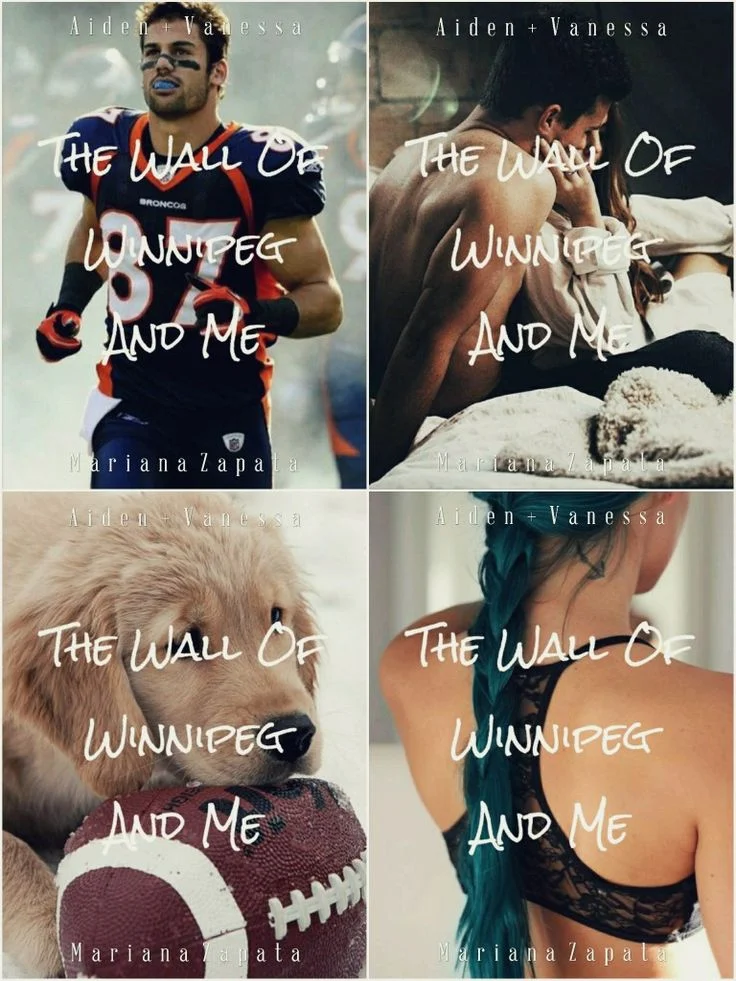 Aiden + Vanessa
The Wall Of
BRONCOS
87
Winnipeg
And Me
Mariana Zapata
Aiden + Vanessa
The Wall Of
Winnipeg
And Me
Mariana Zapata
Aiden + Vanessa
The Wall Of
Winnipeg
And Me
Mariana Zapata
Aiden + Vanessa
The Wall Of
Winnipeg
And Me
Mariana Zapata